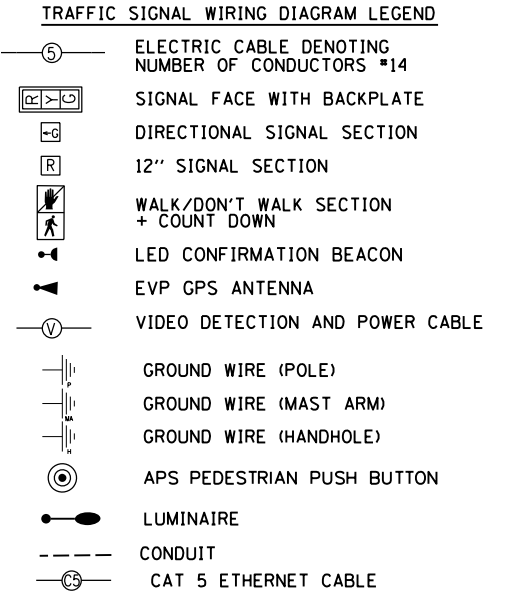 TRAFFIC SIGNAL WIRING DIAGRAM LEGEND
5 ELECTRIC CABLE DENOTING
NUMBER OF CONDUCTORS #14
R Y G SIGNAL FACE WITH BACKPLATE
←G DIRECTIONAL SIGNAL SECTION
R 12'' SIGNAL SECTION
WALK/DON'T WALK SECTION
+ COUNT DOWN
LED CONFIRMATION BEACON
EVP GPS ANTENNA
V VIDEO DETECTION AND POWER CABLE
P GROUND WIRE (POLE)
MA GROUND WIRE (MAST ARM)
H GROUND WIRE (HANDHOLE)
APS PEDESTRIAN PUSH BUTTON
LUMINAIRE
CONDUIT
C5 CAT 5 ETHERNET CABLE